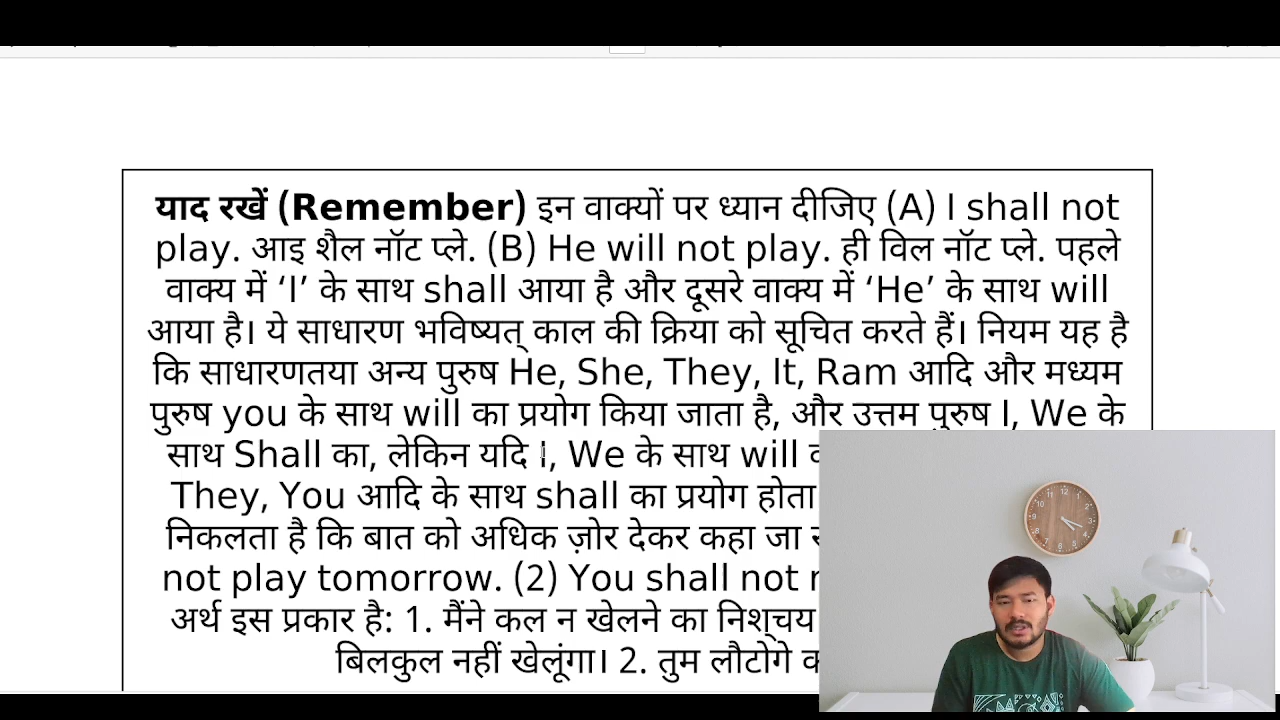 याद रखें (Remember) इन वाक्यों पर ध्यान दीजिए (A) I shall not
play. आइ शैल नॉट प्ले. (B) He will not play. ही विल नॉट प्ले. पहले
वाक्य में ‘I’ के साथ shall आया है और दूसरे वाक्य में ‘He’ के साथ will
आया है। ये साधारण भविष्यत् काल की क्रिया को सूचित करते हैं। नियम यह है
कि साधारणतया अन्य पुरुष He, She, They, It, Ram आदि और मध्यम
पुरुष you के साथ will का प्रयोग किया जाता है, और उत्तम पुरुष I, We के
साथ Shall का, लेकिन यदि I, We के साथ will
They, You आदि के साथ shall का प्रयोग होता
निकलता है कि बात को अधिक ज़ोर देकर कहा जा
not play tomorrow. (2) You shall not
अर्थ इस प्रकार है: 1. मैंने कल न खेलने का निश्चय
बिलकुल नहीं खेलूंगा। 2. तुम लौटोगे